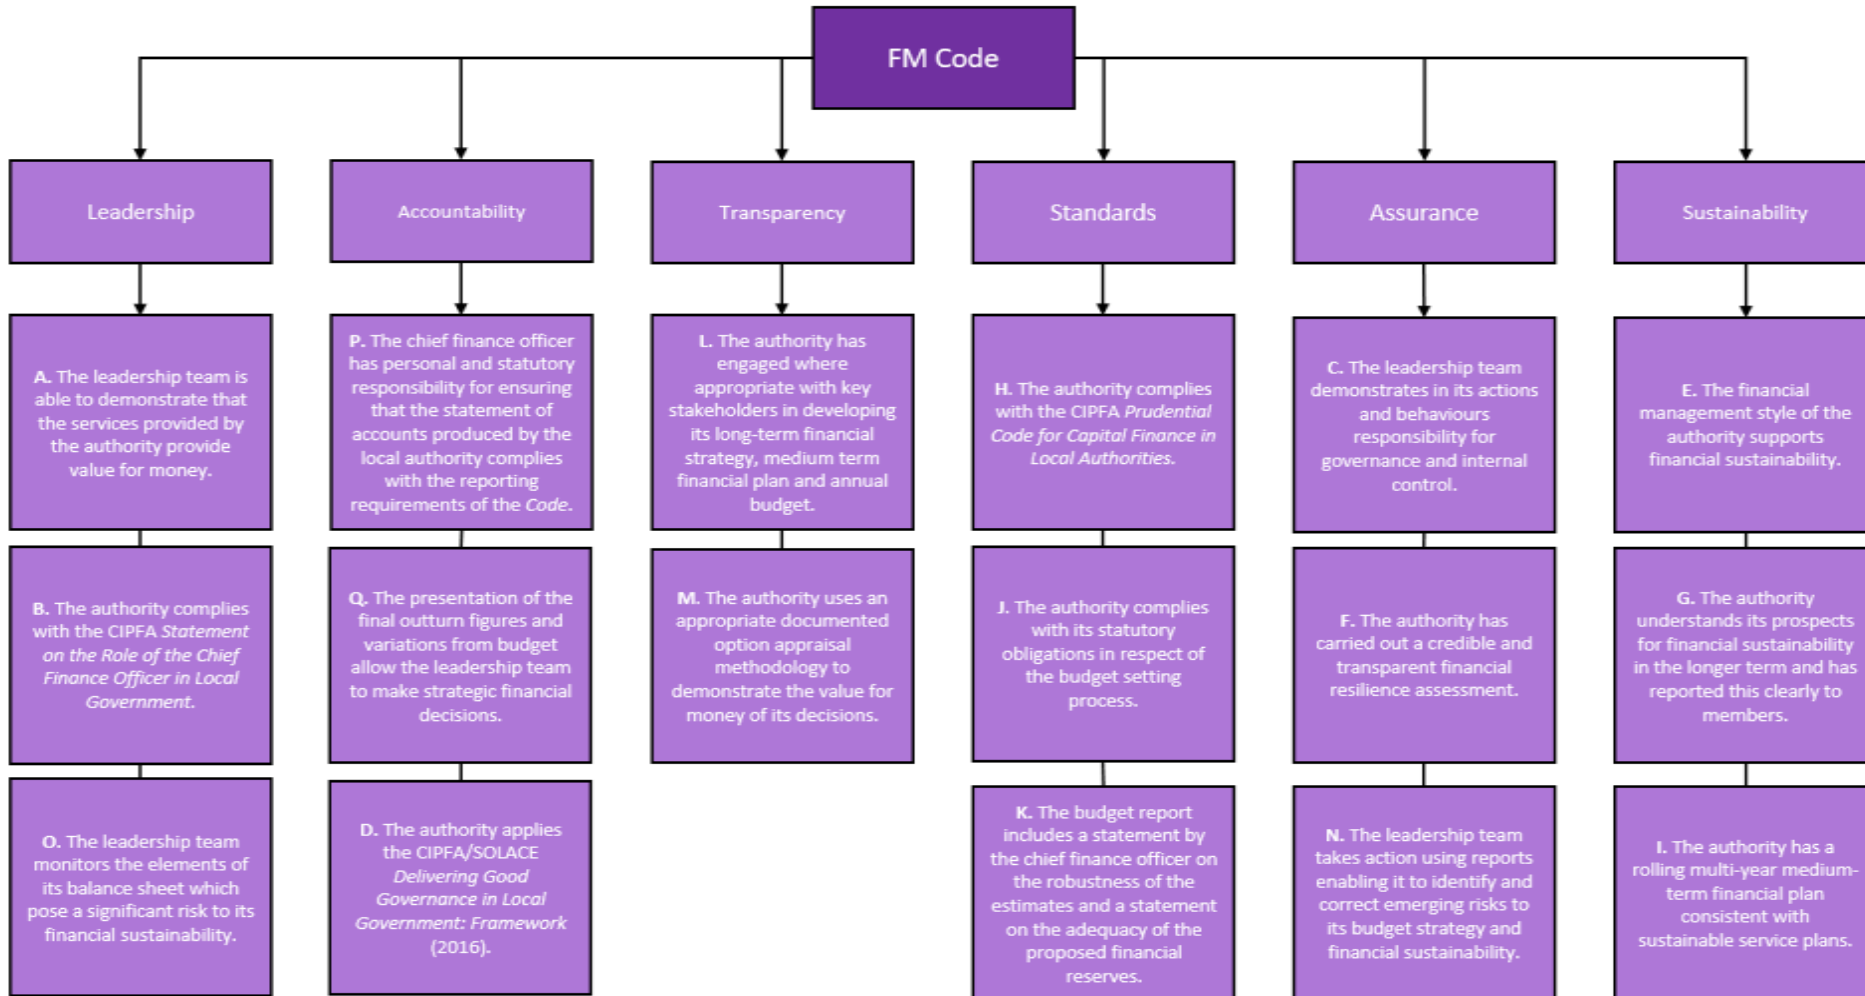 FM Code
Leadership
Accountability
Transparency
Standards
Assurance
Sustainability
A. The leadership team is
able to demonstrate that
the services provided by
the authority provide
value for money.
P. The chief finance officer
has personal and statutory
responsibility for ensuring
that the statement of
accounts produced by the
local authority complies
with the reporting
requirements of the Code.
L. The authority has
engaged where
appropriate with key
stakeholders in developing
its long-term financial
strategy, medium term
financial plan and annual
budget.
H. The authority complies
with the CIPFA Prudential
Code for Capital Finance in
Local Authorities.
C. The leadership team
demonstrates in its actions
and behaviours
responsibility for
governance and internal
control.
E. The financial
management style of the
authority supports
financial sustainability.
B. The authority complies
with the CIPFA Statement
on the Role of the Chief
Finance Officer in Local
Government.
Q. The presentation of the
final outturn figures and
variations from budget
allow the leadership team
to make strategic financial
decisions.
M. The authority uses an
appropriate documented
option appraisal
methodology to
demonstrate the value for
money of its decisions.
J. The authority complies
with its statutory
obligations in respect of
the budget setting
process.
F. The authority has
carried out a credible and
transparent financial
resilience assessment.
G. The authority
understands its prospects
for financial sustainability
in the longer term and has
reported this clearly to
members.
O. The leadership team
monitors the elements of
its balance sheet which
pose a significant risk to its
financial sustainability.
D. The authority applies
the CIPFA/SOLACE
Delivering Good
Governance in Local
Government: Framework
(2016).
K. The budget report
includes a statement by
the chief finance officer on
the robustness of the
estimates and a statement
on the adequacy of the
proposed financial
reserves.
N. The leadership team
takes action using reports
enabling it to identify and
correct emerging risks to
its budget strategy and
financial sustainability.
I. The authority has a
rolling multi-year medium-
term financial plan
consistent with
sustainable service plans.